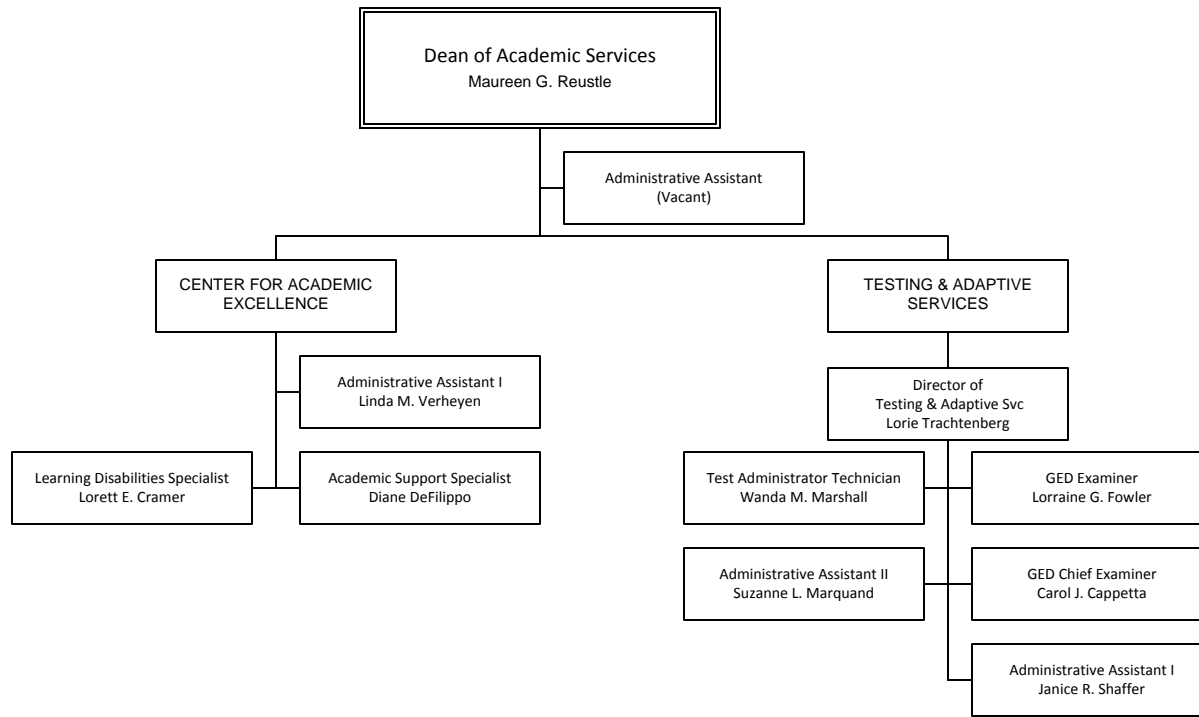 Dean of Academic Services
Maureen G. Reustle
Administrative Assistant
(Vacant)
CENTER FOR ACADEMIC
EXCELLENCE
TESTING & ADAPTIVE
SERVICES
Administrative Assistant I
Linda M. Verheyen
Director of
Testing & Adaptive Svc
Lorie Trachtenberg
Learning Disabilities Specialist
Lorett E. Cramer
Academic Support Specialist
Diane DeFilippo
Test Administrator Technician
Wanda M. Marshall
GED Examiner
Lorraine G. Fowler
Administrative Assistant II
Suzanne L. Marquand
GED Chief Examiner
Carol J. Cappetta
Administrative Assistant I
Janice R. Shaffer